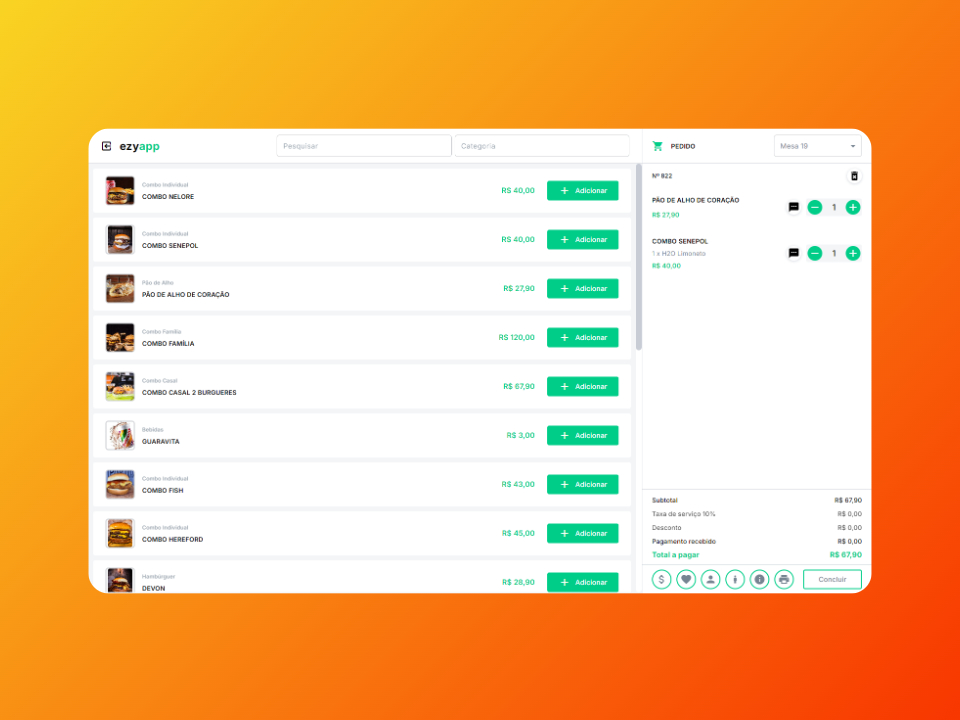 ezyapp
Pesquisar
Categoria
PEDIDO
Mesa 19
Combo Individual
COMBO NELORE
R$ 40,00
Adicionar
Combo Individual
COMBO SENEPOL
R$ 40,00
Adicionar
Pão de Alho
PÃO DE ALHO DE CORAÇÃO
R$ 27,90
Adicionar
Combo Família
COMBO FAMÍLIA
R$ 120,00
Adicionar
Combo Casal
COMBO CASAL 2 BURGUERES
R$ 67,90
Adicionar
Bebidas
GUARAVITA
R$ 3,00
Adicionar
Combo Individual
COMBO FISH
R$ 43,00
Adicionar
Combo Individual
COMBO HEREFORD
R$ 45,00
Adicionar
Hambúrguer
DEVON
R$ 28,90
Adicionar
Nº 822
PÃO DE ALHO DE CORAÇÃO
R$ 27,90
1
COMBO SENEPOL
1 x H2O Limoneto
R$ 40,00
1
Subtotal R$ 67,90
Taxa de serviço 10% R$ 0,00
Desconto R$ 0,00
Pagamento recebido R$ 0,00
Total a pagar R$ 67,90
Concluir